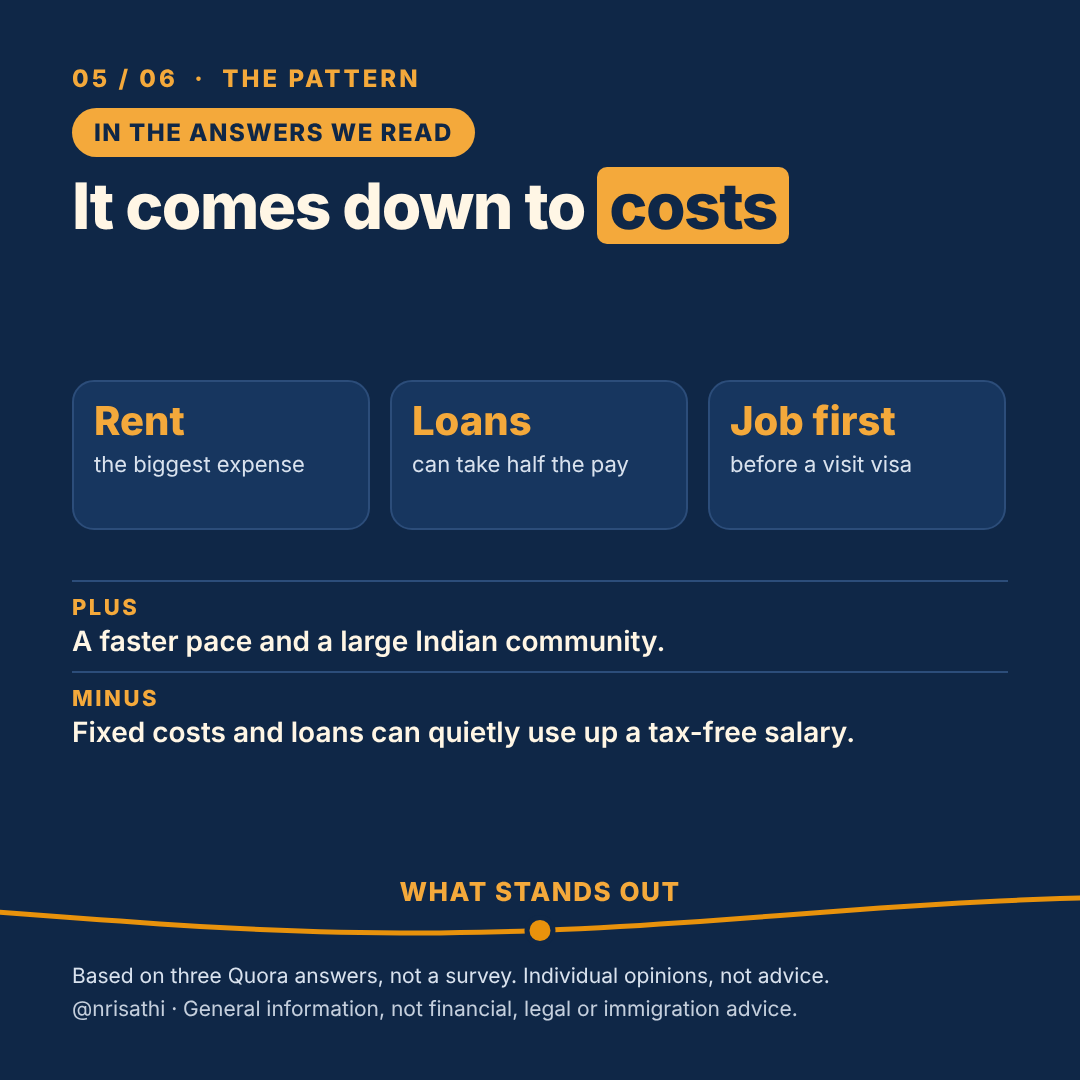 05 / 06 · THE PATTERN
IN THE ANSWERS WE READ
It comes down to costs
Rent
the biggest expense
Loans
can take half the pay
Job first
before a visit visa
PLUS
A faster pace and a large Indian community.
MINUS
Fixed costs and loans can quietly use up a tax-free salary.
WHAT STANDS OUT
Based on three Quora answers, not a survey. Individual opinions, not advice.
@nrisathi · General information, not financial, legal or immigration advice.